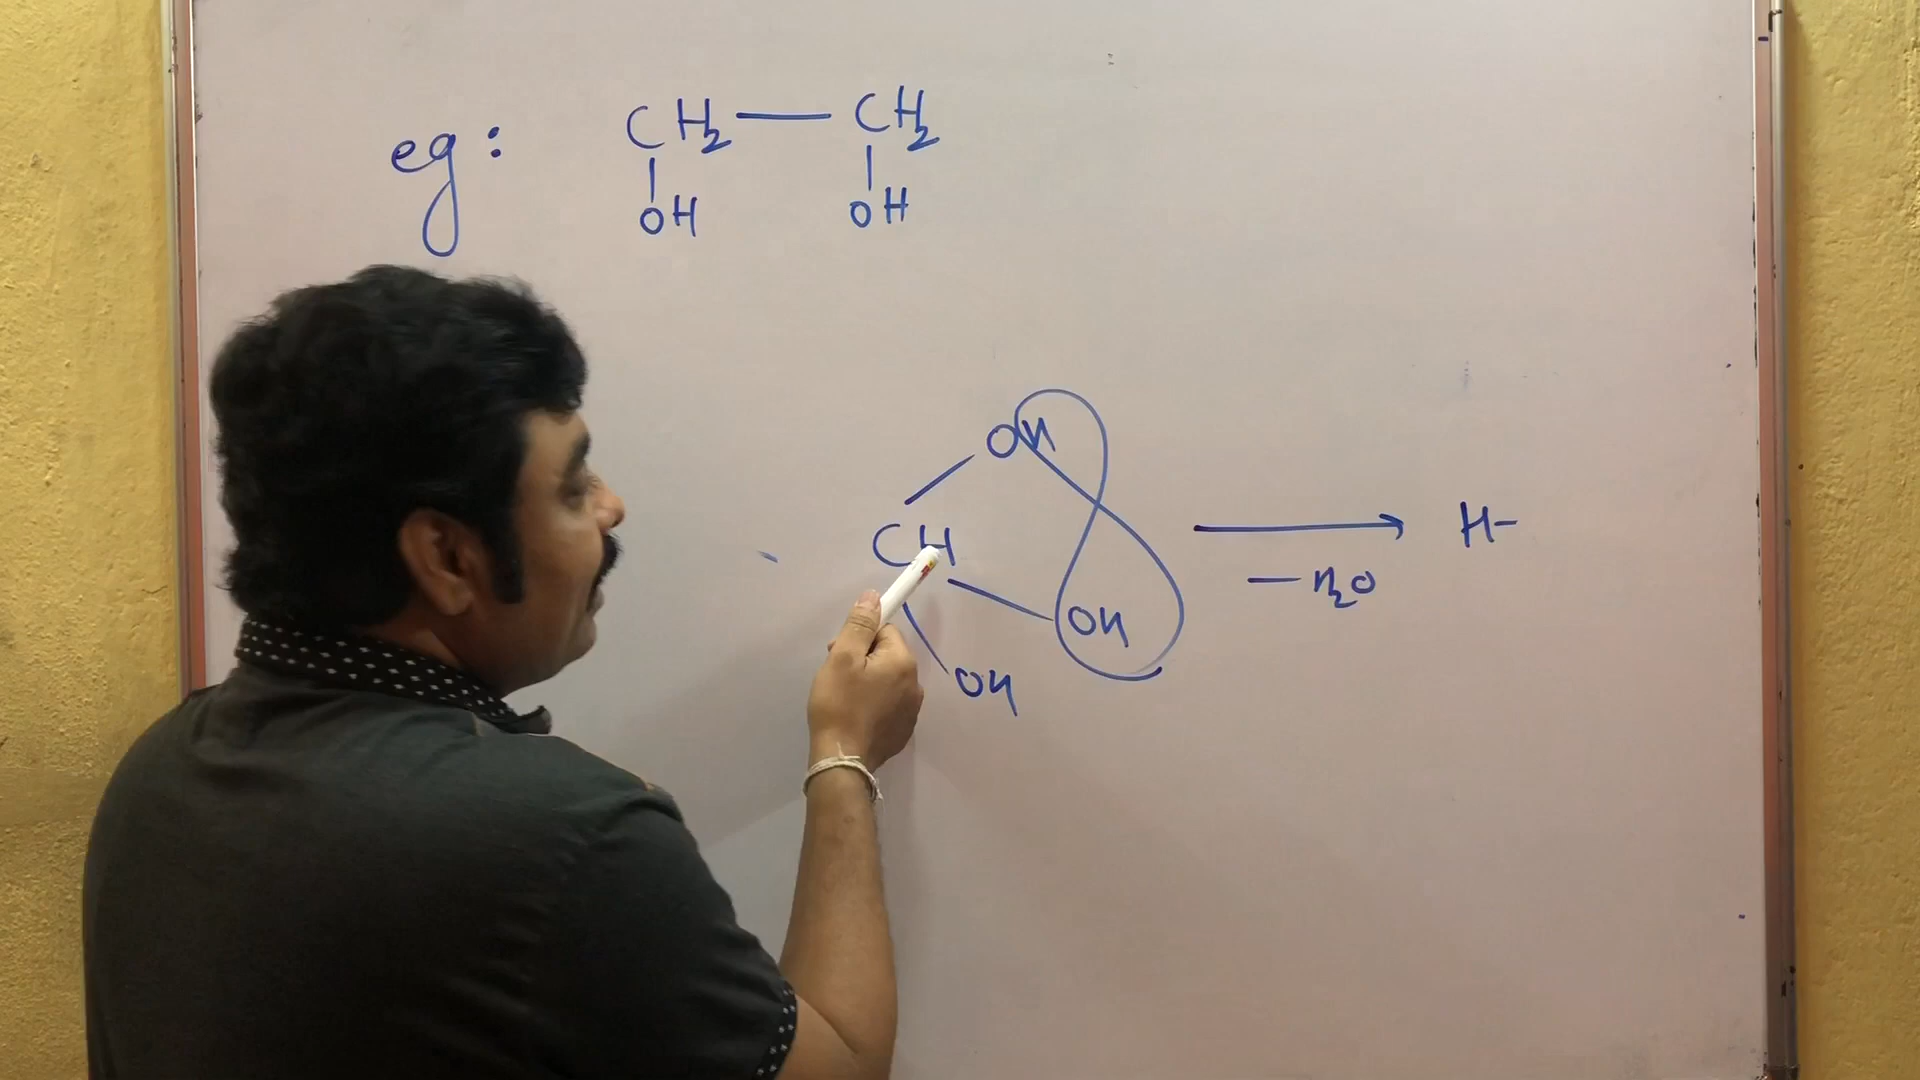 eg: CH₂—CH₂
OH OH
OH
CH → H-
-H₂O
OH
OH